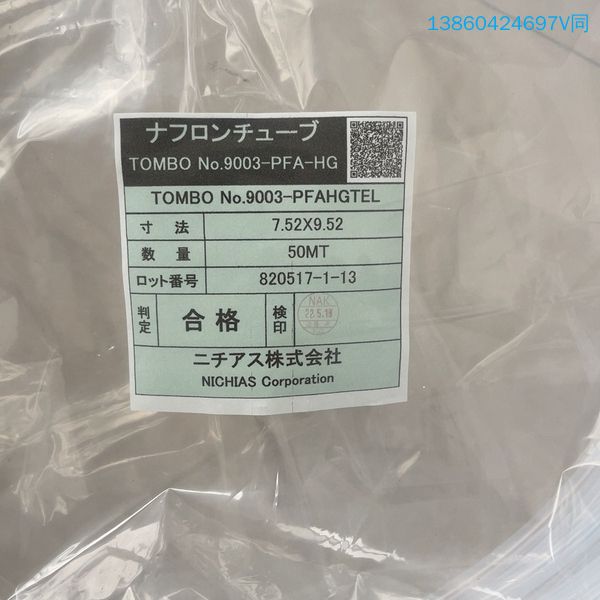 13860424697V同
ナフロンチューブ
TOMBO No.9003-PFA-HG
TOMBO No.9003-PFAHGTEL
寸法 7.52X9.52
数量 50MT
ロット番号 820517-1-13
判定 合格 検印
NAK
22.5.18
ニチアス株式会社
NICHIAS Corporation